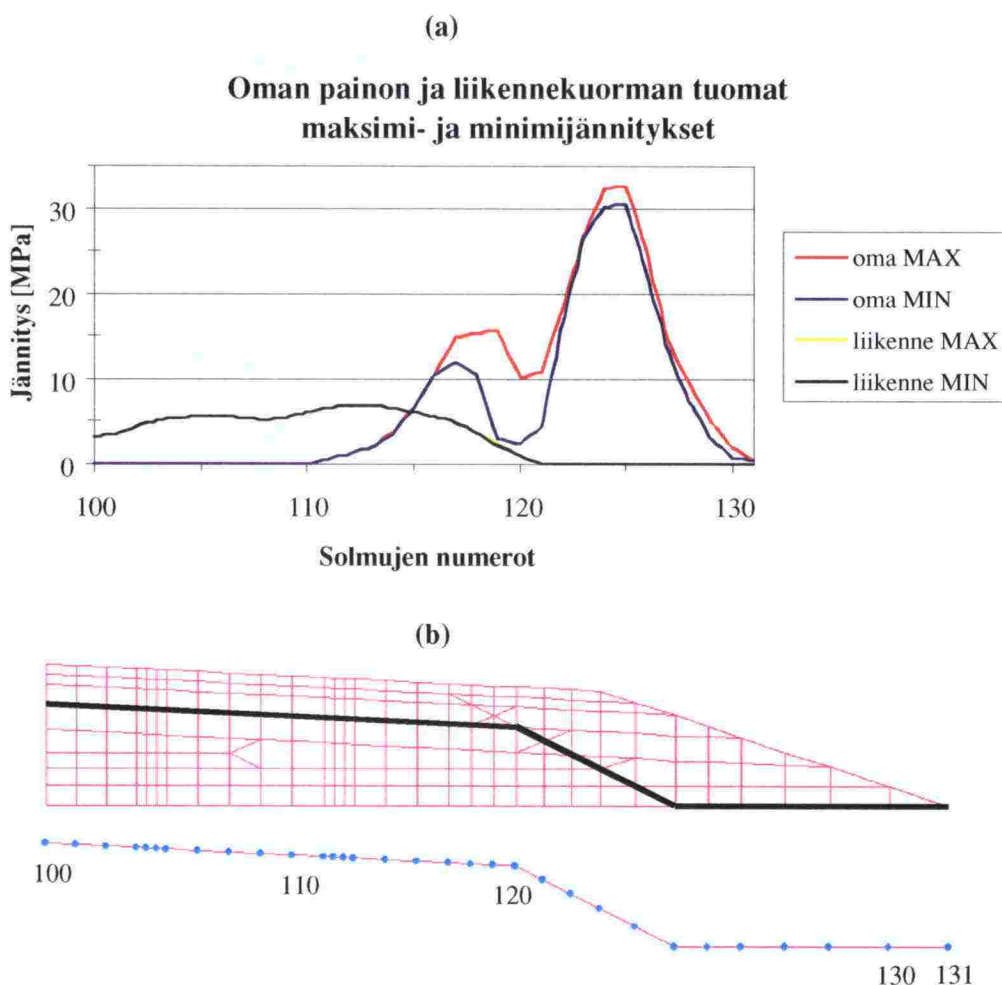 (a)
Oman painon ja liikennekuorman tuomat
maksimi- ja minimijännitykset
Jännitys [MPa]
30
20
10
0
100
110
120
130
Solmujen numerot
oma MAX
oma MIN
liikenne MAX
liikenne MIN
(b)
100
110
120
130
131